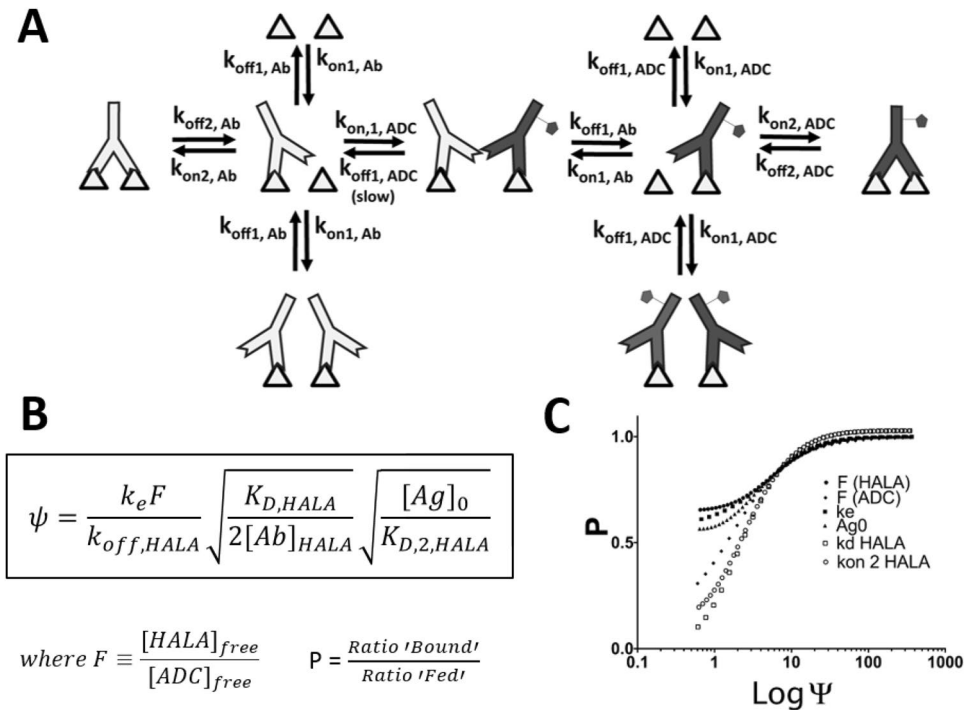 A
k_off1, Ab k_on1, Ab k_off1, ADC k_on1, ADC
k_off2, Ab k_on,1, ADC k_off1, Ab k_on2, ADC
k_on2, Ab k_off1, ADC k_on1, Ab k_off2, ADC
(slow)
k_off1, Ab k_on1, Ab k_off1, ADC k_on1, ADC
B
ψ = k_e F / k_off,HALA √(K_D,HALA / 2[Ab]_HALA) √([Ag]_0 / K_D,2,HALA)
where F ≡ [HALA]_free / [ADC]_free P = Ratio 'Bound' / Ratio 'Fed'
C
1.0
0.5
0.0
P
F (HALA)
F (ADC)
ke
Ag0
kd HALA
kon 2 HALA
0.1 1 10 100 1000
Log Ψ